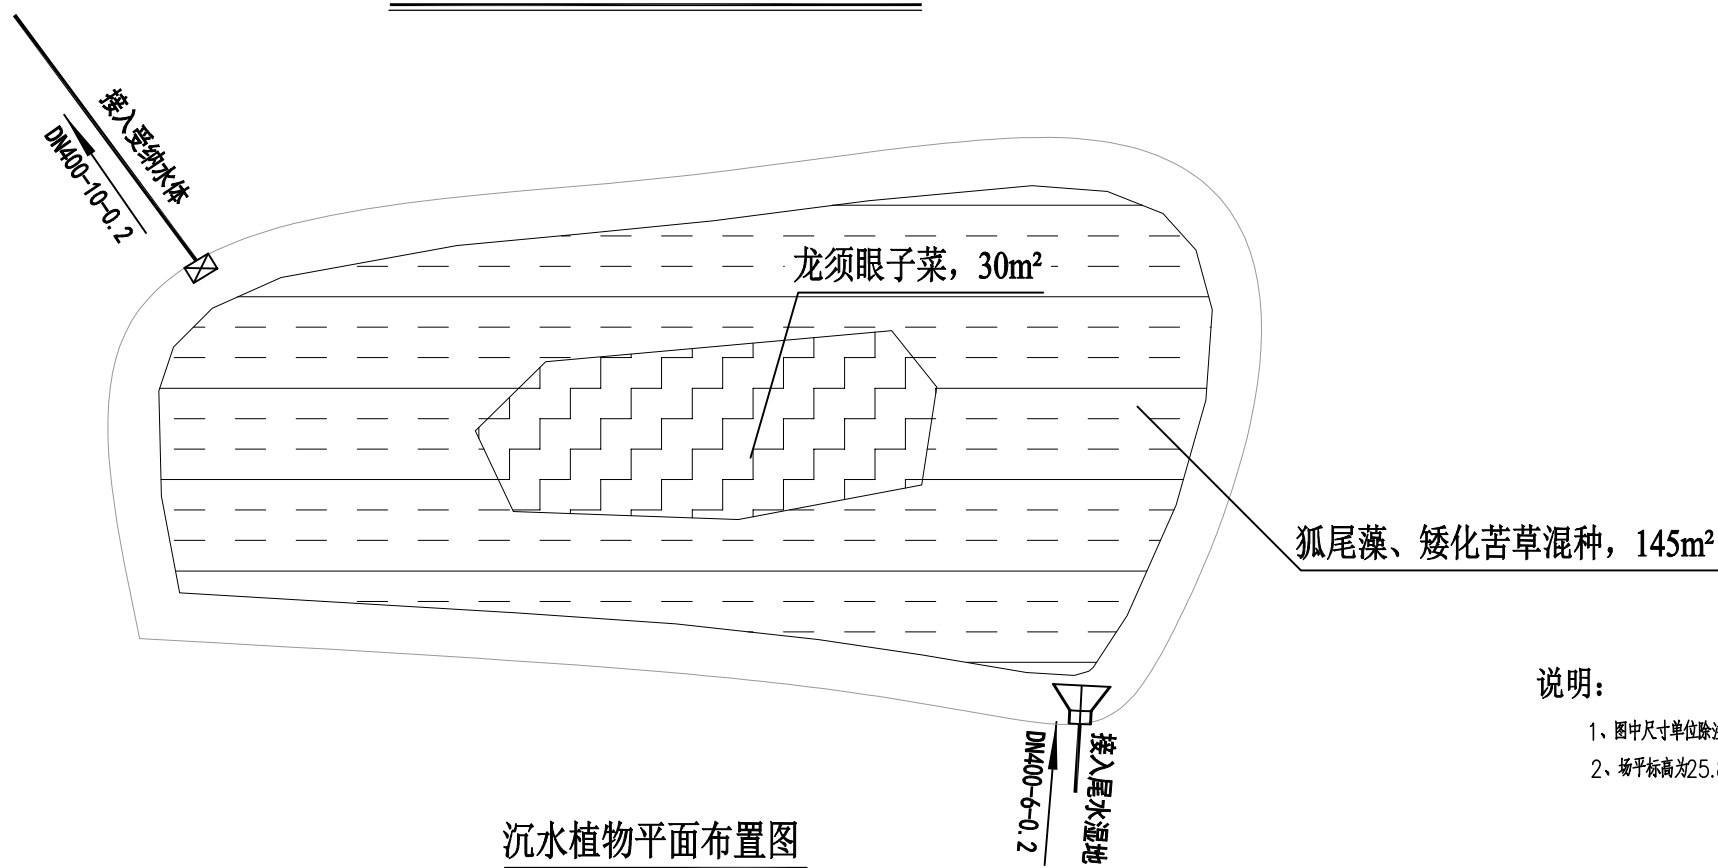 接入受纳水体
DN400-10-0.2
龙须眼子菜，30m²
狐尾藻、矮化苦草混种，145m²
说明：
1、图中尺寸单位除
2、场平标高为25.
接入尾水湿地
DN400-6-0.2
沉水植物平面布置图